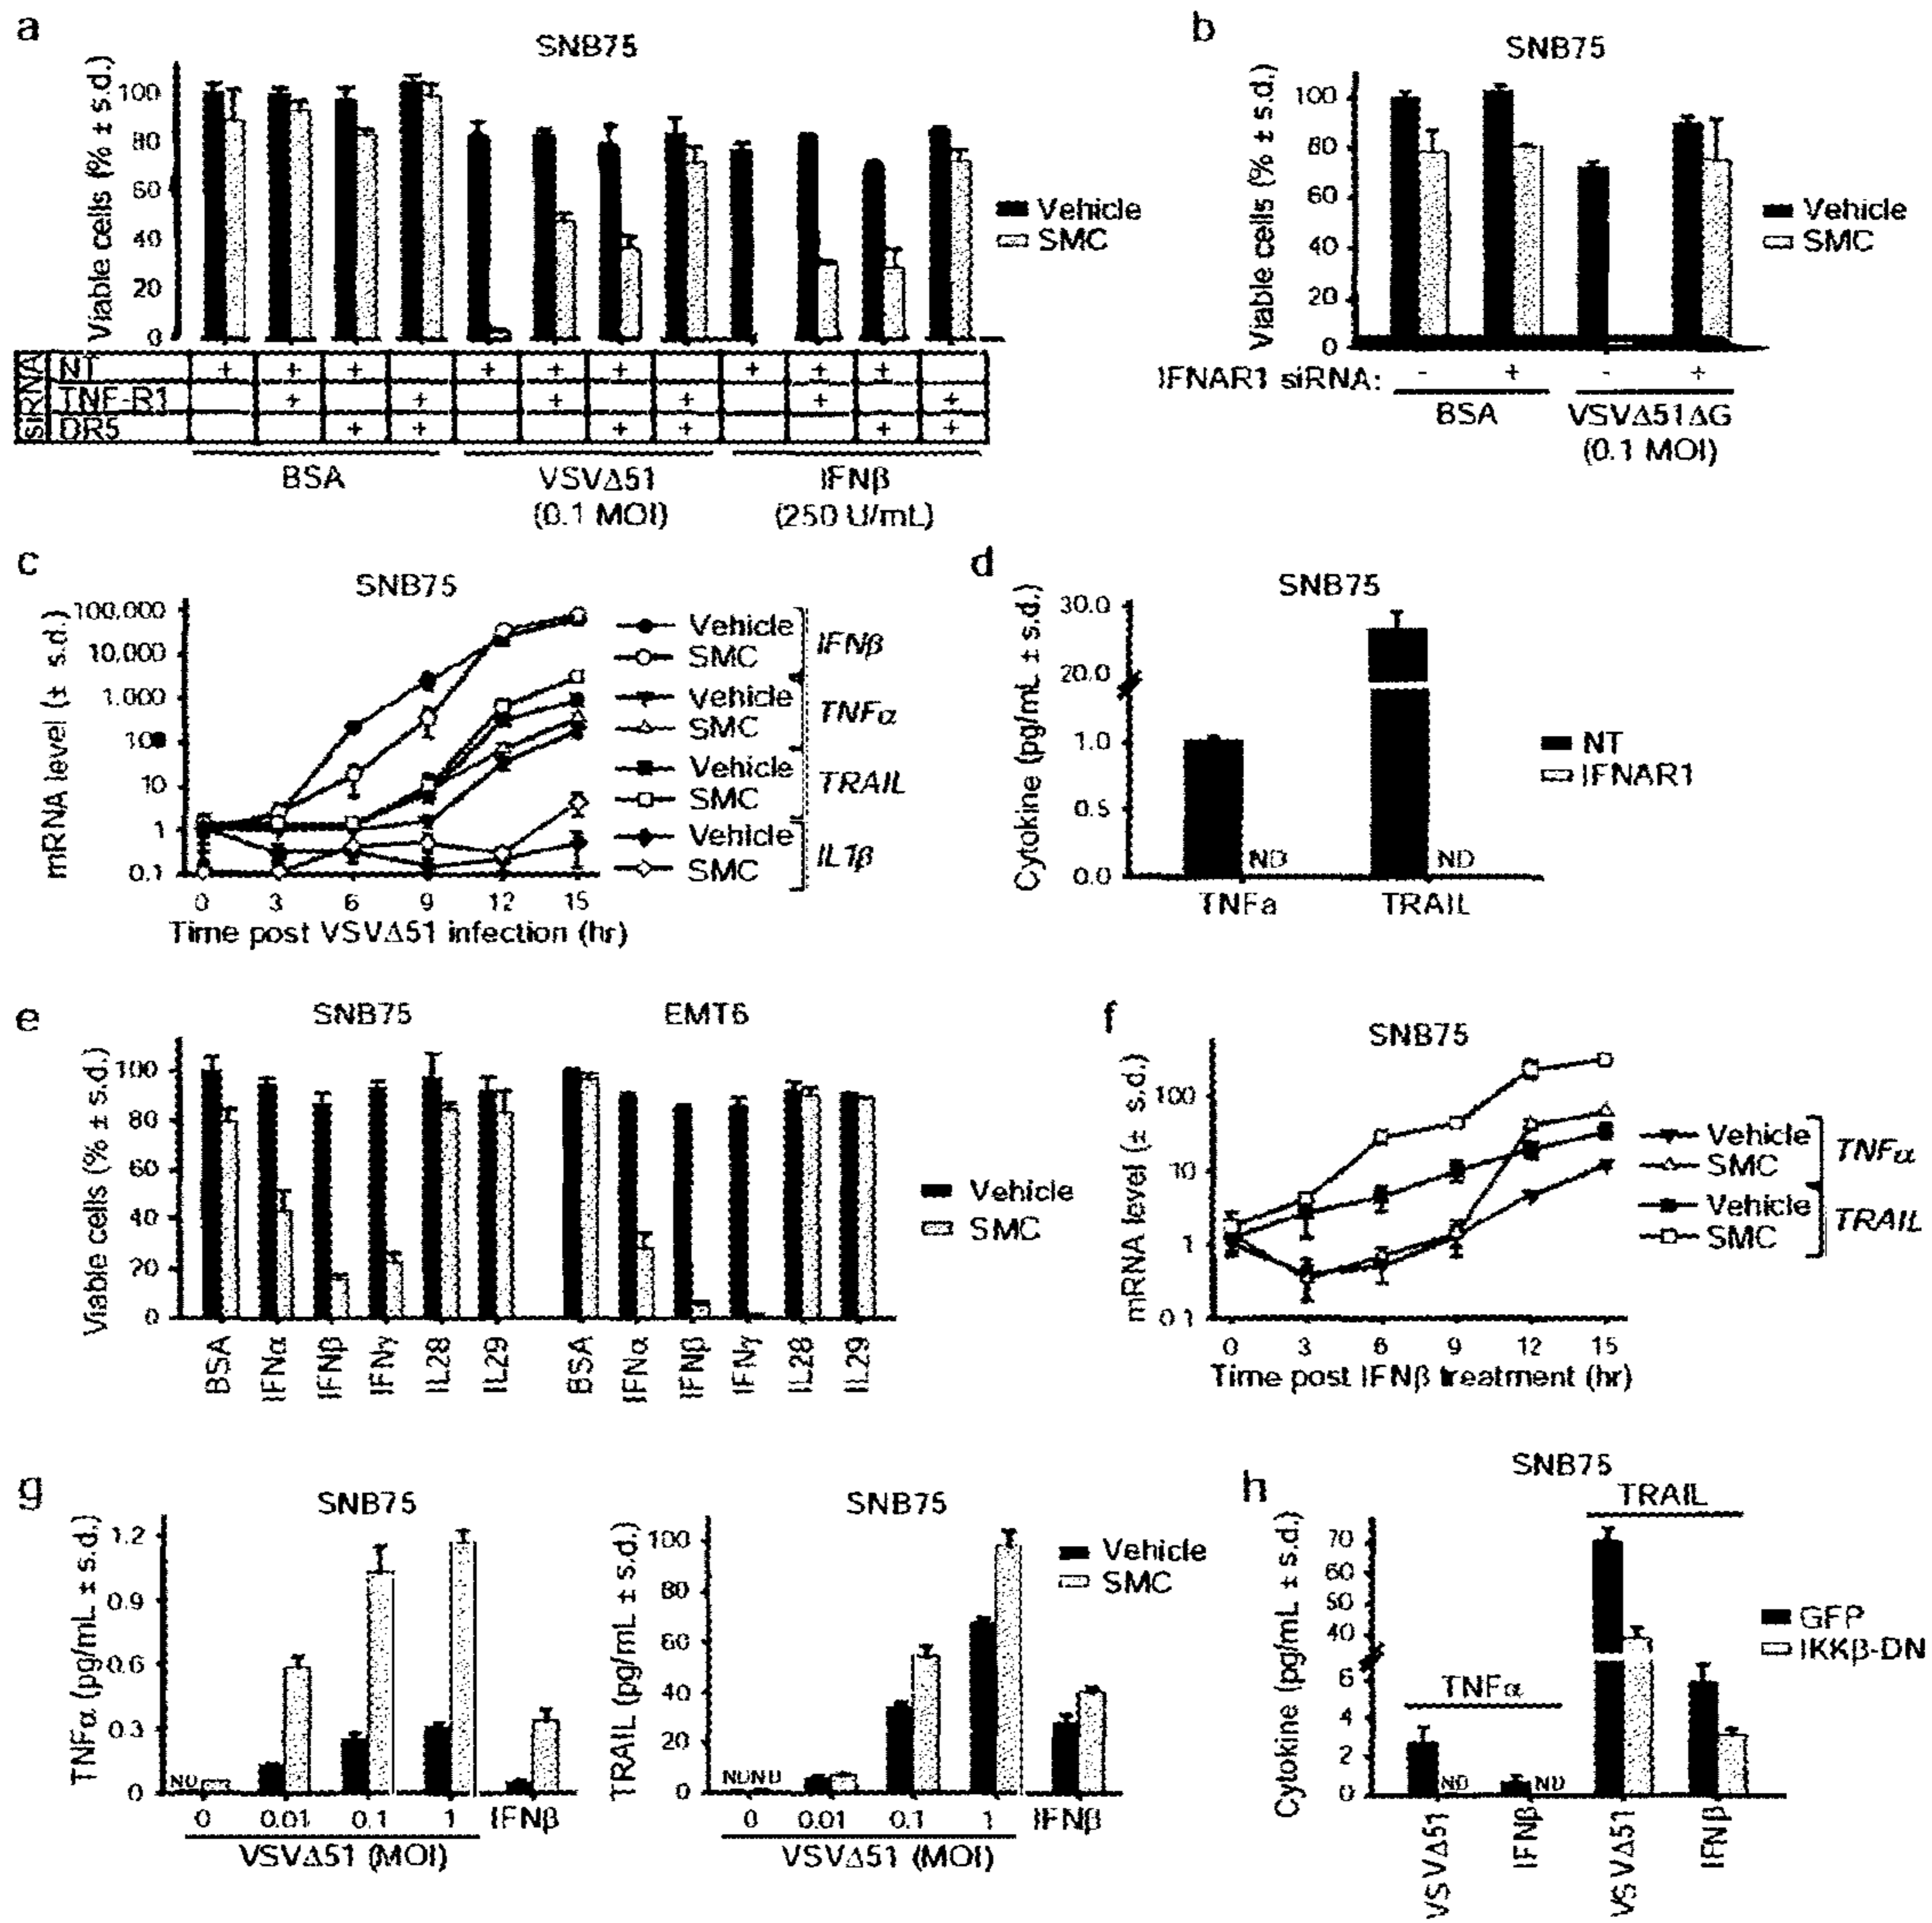 a
SNB75
Viable cells (% ± s.d.)
100
80
60
40
20
0
Vehicle
SMC
siRNA
NT + + + + + + + + +
TNF-R1 + + + + + +
DR5 + + + + + +
BSA
VSVΔ51
(0.1 MOI)
IFNβ
(250 U/mL)
b
SNB75
Viable cells (% ± s.d.)
100
80
60
40
20
0
Vehicle
SMC
IFNAR1 siRNA: - + - +
BSA
VSVΔ51ΔG
(0.1 MOI)
c
SNB75
mRNA level (± s.d.)
100,000
10,000
1,000
100
10
1
0.1
0 3 6 9 12 15
Time post VSVΔ51 infection (hr)
Vehicle
SMC
IFNβ
Vehicle
SMC
TNFα
Vehicle
SMC
TRAIL
Vehicle
SMC
IL1β
d
SNB75
Cytokine (pg/mL ± s.d.)
30.0
20.0
1.0
0.5
0.0
ND
ND
TNFa TRAIL
NT
IFNAR1
e
SNB75
EMT6
Viable cells (% ± s.d.)
100
80
60
40
20
0
BSA
IFNα
IFNβ
IFNγ
IL28
IL29
BSA
IFNα
IFNβ
IFNγ
IL28
IL29
Vehicle
SMC
f
SNB75
mRNA level (± s.d.)
100
10
1
0.1
0 3 6 9 12 15
Time post IFNβ treatment (hr)
Vehicle
SMC
TNFα
Vehicle
SMC
TRAIL
g
SNB75
TNFα (pg/mL ± s.d.)
1.2
0.9
0.6
0.3
0
ND
0 0.01 0.1 1 IFNβ
VSVΔ51 (MOI)
SNB75
TRAIL (pg/mL ± s.d.)
100
80
60
40
20
0
NDND
0 0.01 0.1 1 IFNβ
VSVΔ51 (MOI)
Vehicle
SMC
h
SNB75
TRAIL
TNFα
Cytokine (pg/mL ± s.d.)
70
60
50
40
6
4
2
0
ND
ND
VSVΔ51
IFNβ
VSVΔ51
IFNβ
GFP
IKKβ-DN